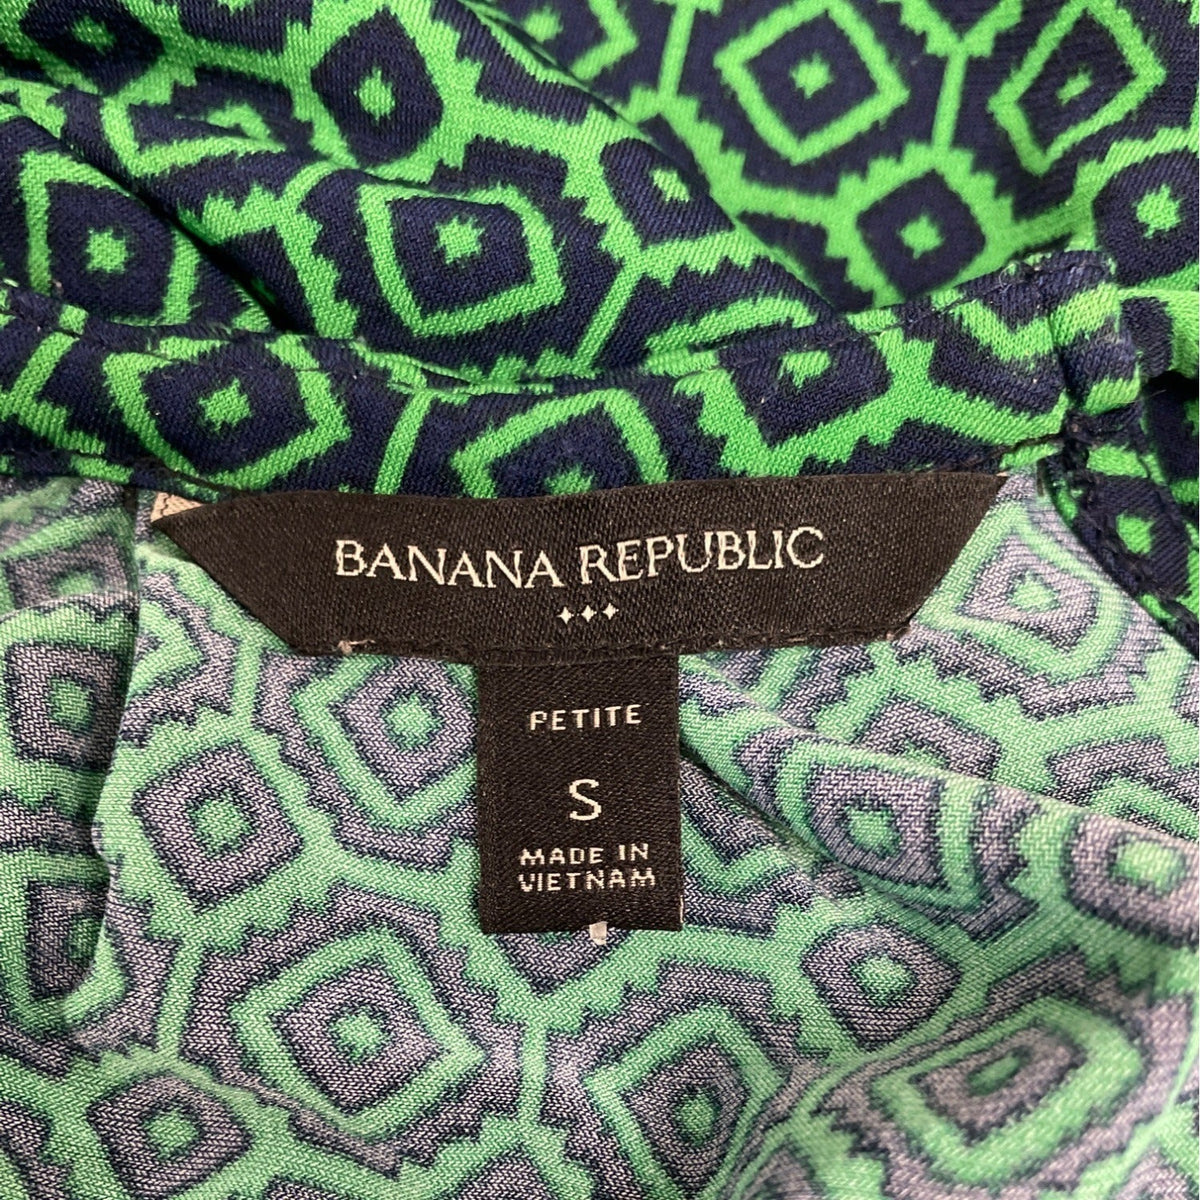 BANANA REPUBLIC
PETITE
S
MADE IN
VIETNAM